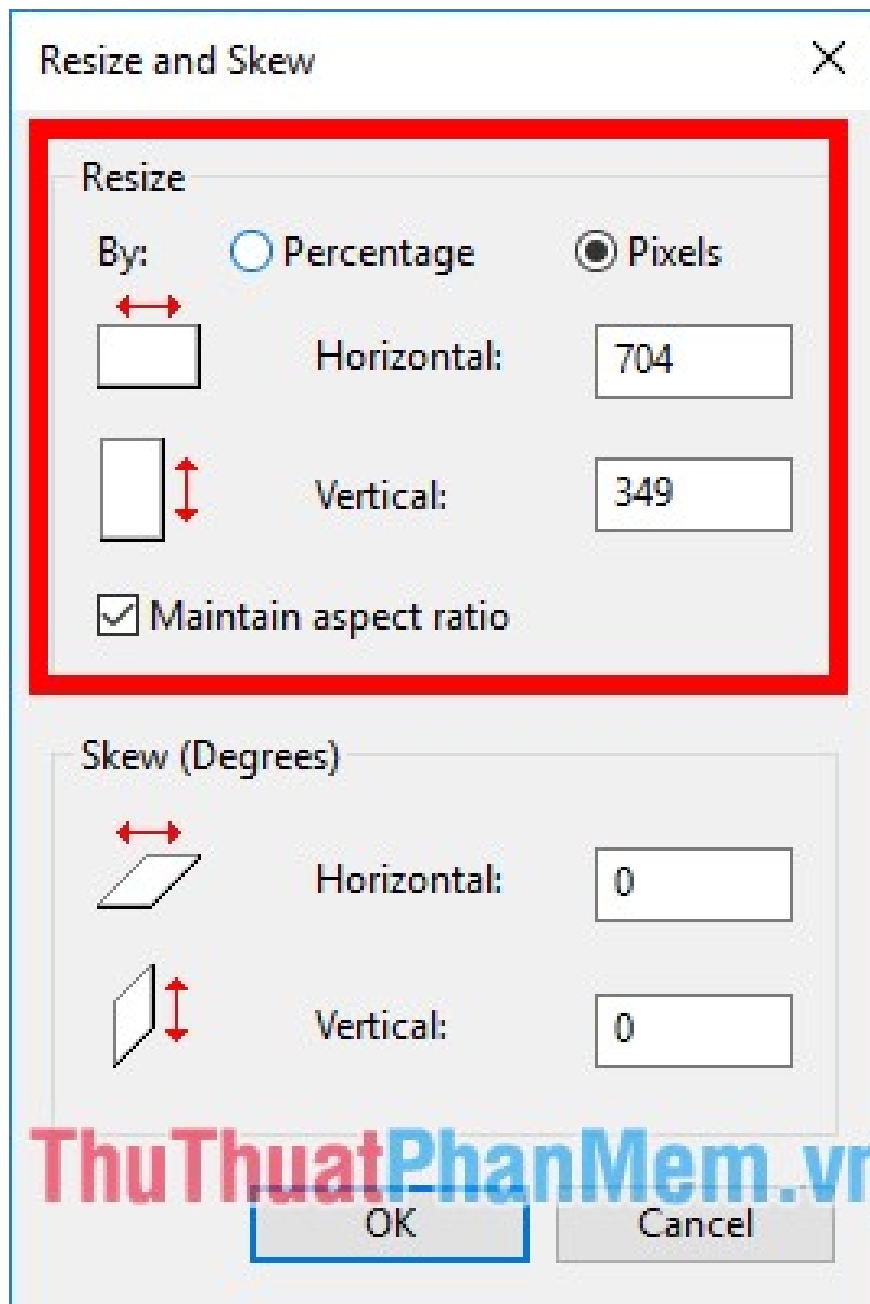 Resize and Skew
Resize
By: Percentage Pixels
Horizontal: 704
Vertical: 349
Maintain aspect ratio
Skew (Degrees)
Horizontal: 0
Vertical: 0
ThuThuatPhanMem.vn
OK Cancel